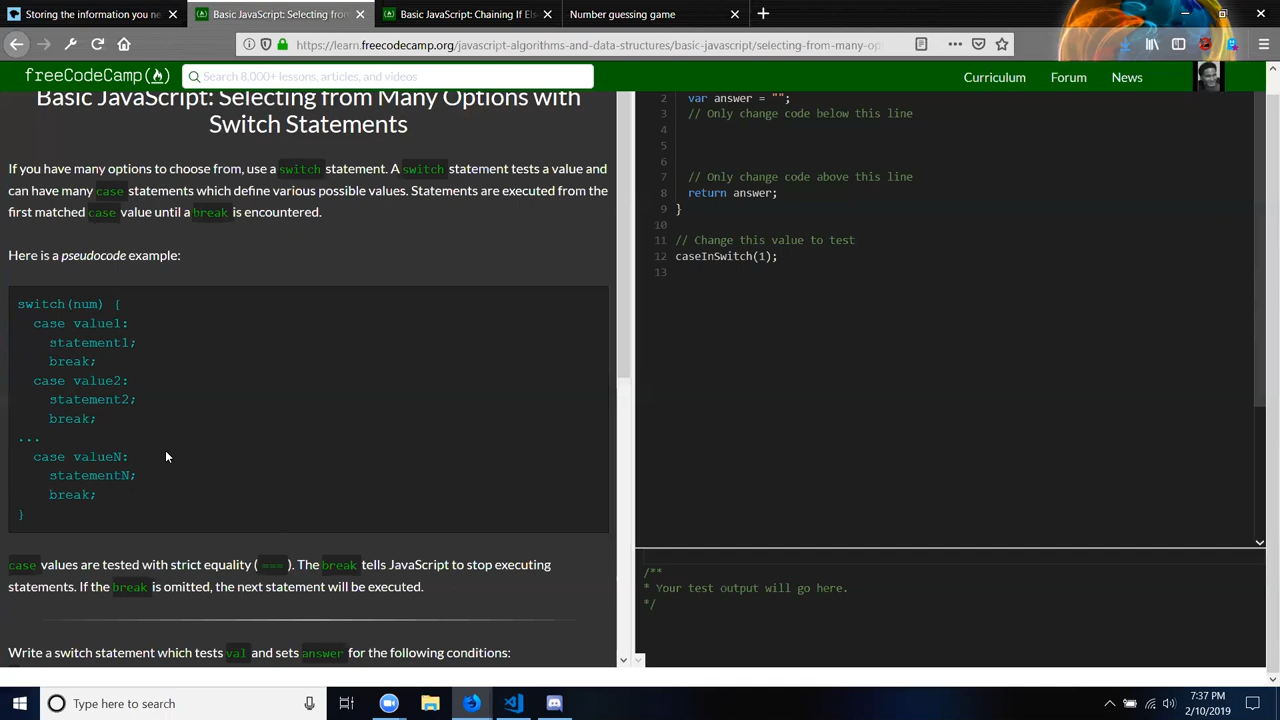 Storing the information you ne
Basic JavaScript: Selecting from
Basic JavaScript: Chaining If Els
Number guessing game
https://learn.freecodecamp.org/javascript-algorithms-and-data-structures/basic-javascript/selecting-from-many-op
freeCodeCamp
Search 8,000+ lessons, articles, and videos
Curriculum
Forum
News
Basic JavaScript: Selecting from Many Options with
Switch Statements
If you have many options to choose from, use a switch statement. A switch statement tests a value and
can have many case statements which define various possible values. Statements are executed from the
first matched case value until a break is encountered.
Here is a pseudocode example:
switch(num) {
case value1:
statement1;
break;
case value2:
statement2;
break;
...
case valueN:
statementN;
break;
}
case values are tested with strict equality ( === ). The break tells JavaScript to stop executing
statements. If the break is omitted, the next statement will be executed.
Write a switch statement which tests val and sets answer for the following conditions:
2 var answer = "";
3 // Only change code below this line
4
5
6
7 // Only change code above this line
8 return answer;
9 }
10
11 // Change this value to test
12 caseInSwitch(1);
13
/**
* Your test output will go here.
*/
Type here to search
7:37 PM
2/10/2019